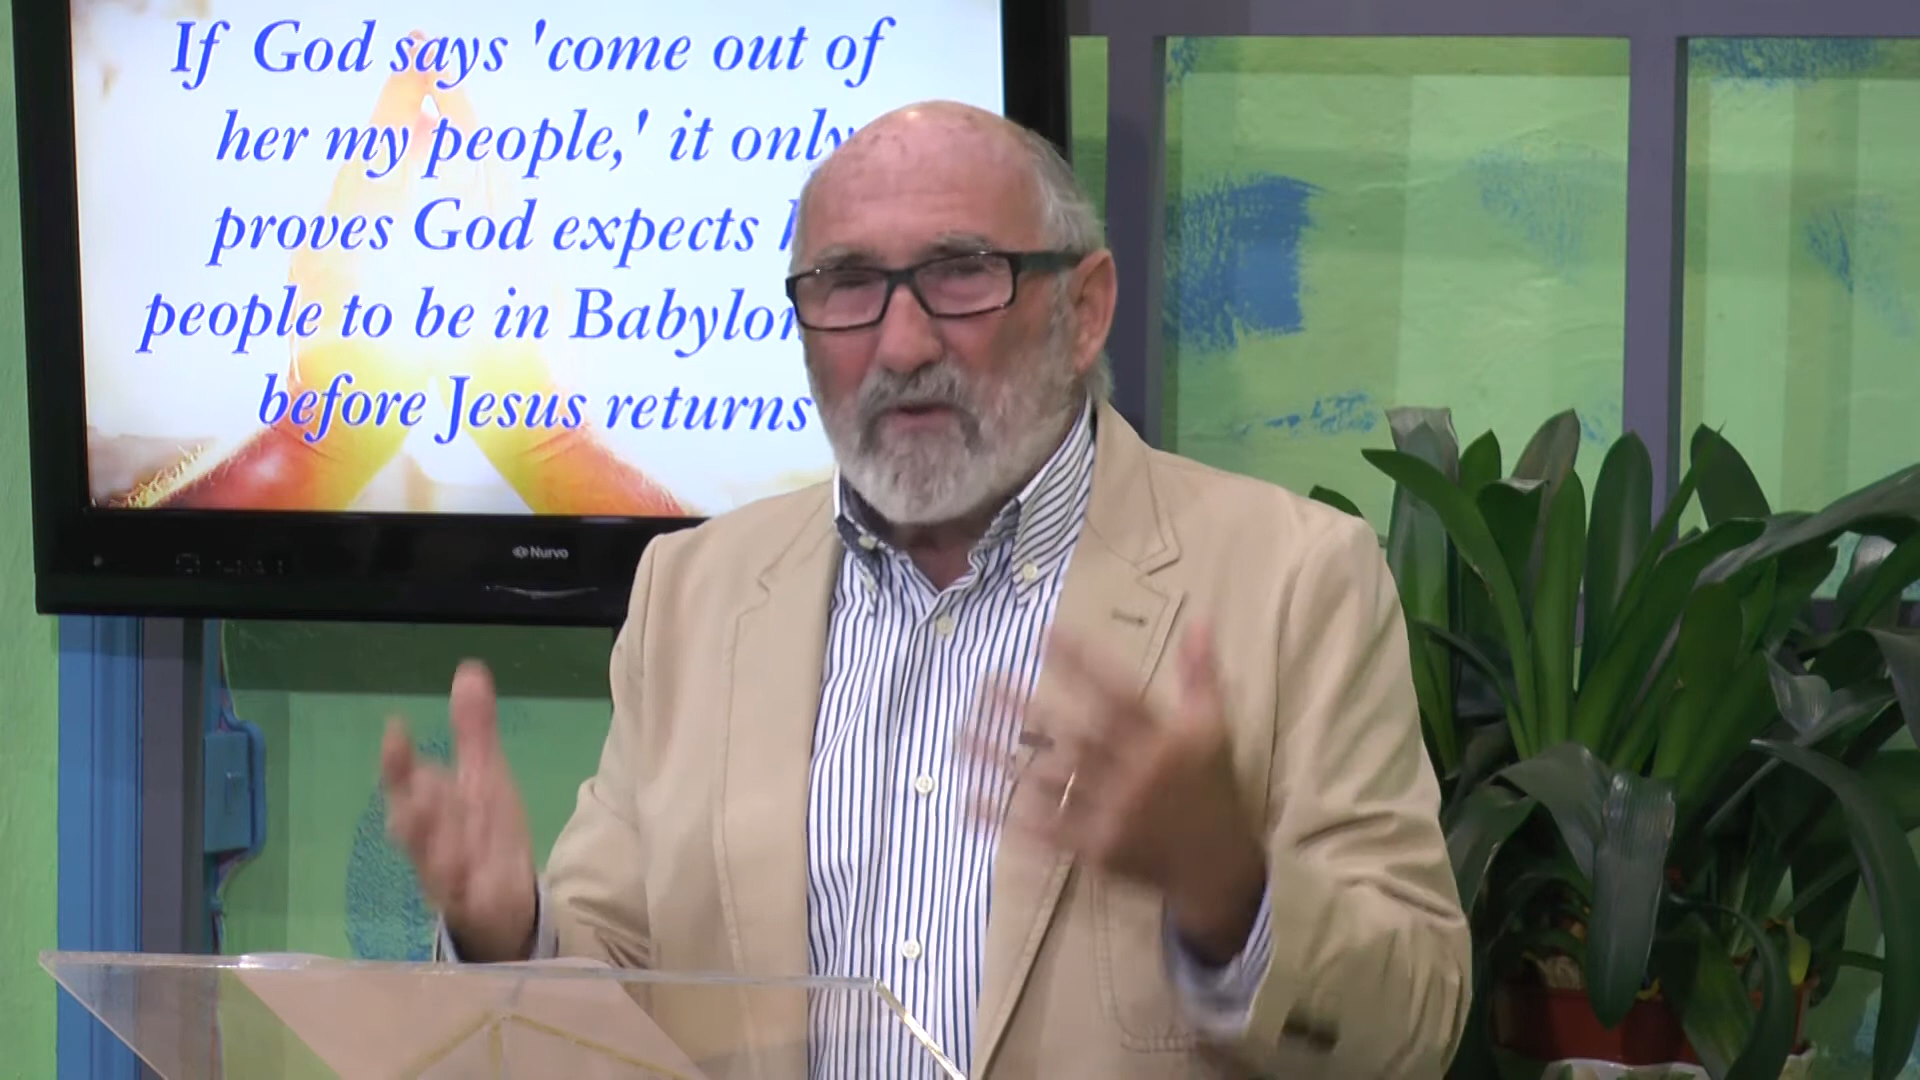 If God says 'come out of
her my people,' it only
proves God expects
people to be in Babylon
before Jesus returns
Nurvo